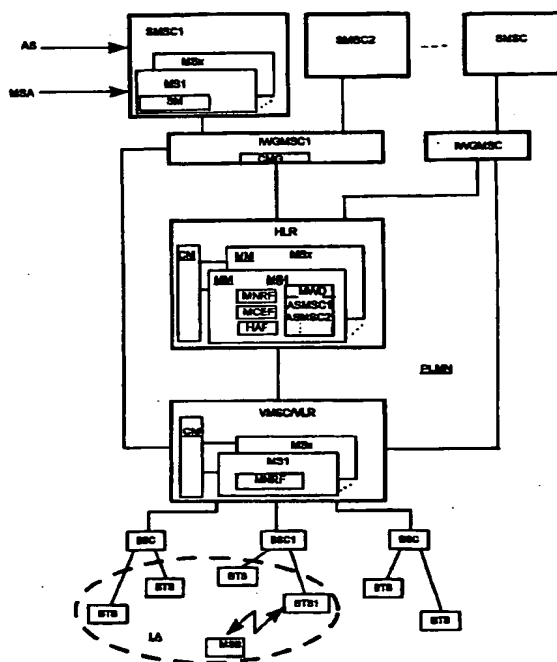 SMSC1
SMSC2
SMSC
AS
MSx
MSA
MS1
SM
IWGMSC1
IWGMSC
HLR
CM
MM
MSx
MM
MS1
MNRF
MWD
MCEF
ASMSC1
ASMSC2
HAF
PLMN
VMSC/VLR
CM
MSx
MS1
MNRF
BSC
BSC1
BSC
BTS
BTS
BTS
BTS1
BTS
BTS
LA